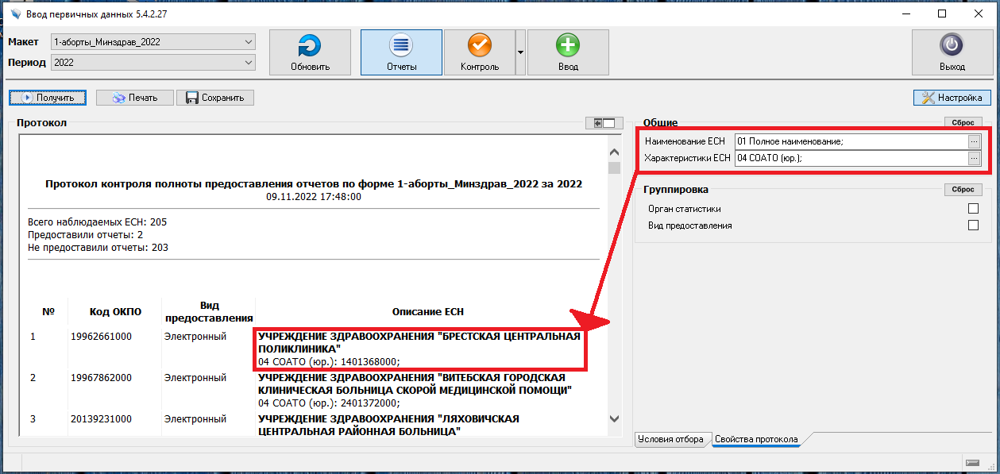 Ввод первичных данных 5.4.2.27
Макет
1-аборты_Минздрав_2022
Период
2022
Обновить
Отчеты
Контроль
Ввод
Выход
Получить
Печать
Сохранить
Настройка
Протокол
Протокол контроля полноты предоставления отчетов по форме 1-аборты_Минздрав_2022 за 2022
09.11.2022 17:48:00
Всего наблюдаемых ЕСН: 205
Предоставили отчеты: 2
Не предоставили отчеты: 203
№ Код ОКПО Вид предоставления Описание ЕСН
1 19962661000 Электронный УЧРЕЖДЕНИЕ ЗДРАВООХРАНЕНИЯ "БРЕСТСКАЯ ЦЕНТРАЛЬНАЯ
ПОЛИКЛИНИКА"
04 СОАТО (юр.): 1401368000;
2 19967862000 Электронный УЧРЕЖДЕНИЕ ЗДРАВООХРАНЕНИЯ "ВИТЕБСКАЯ ГОРОДСКАЯ
КЛИНИЧЕСКАЯ БОЛЬНИЦА СКОРОЙ МЕДИЦИНСКОЙ ПОМОЩИ"
04 СОАТО (юр.): 2401372000;
3 20139231000 Электронный УЧРЕЖДЕНИЕ ЗДРАВООХРАНЕНИЯ "ЛЯХОВИЧСКАЯ
ЦЕНТРАЛЬНАЯ РАЙОННАЯ БОЛЬНИЦА"
Общие
Сброс
Наименование ЕСН 01 Полное наименование; ...
Характеристики ЕСН 04 СОАТО (юр.); ...
Группировка
Сброс
Орган статистики
Вид предоставления
Условия отбора
Свойства протокола